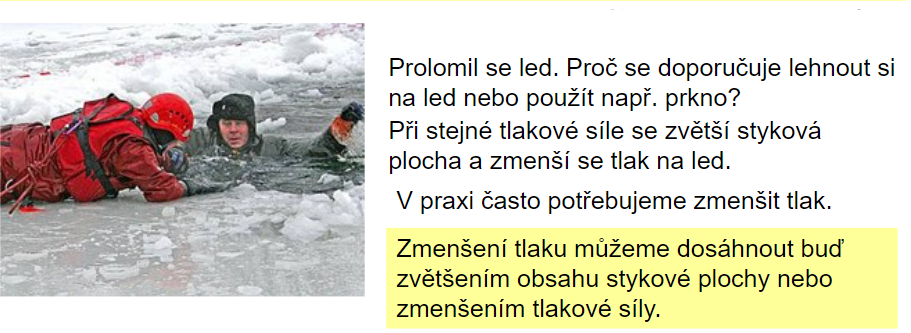 Prolomil se led. Proč se doporučuje lehnout si
na led nebo použít např. prkno?
Při stejné tlakové síle se zvětší styková
plocha a zmenší se tlak na led.
V praxi často potřebujeme zmenšit tlak.
Zmenšení tlaku můžeme dosáhnout buď
zvětšením obsahu stykové plochy nebo
zmenšením tlakové síly.